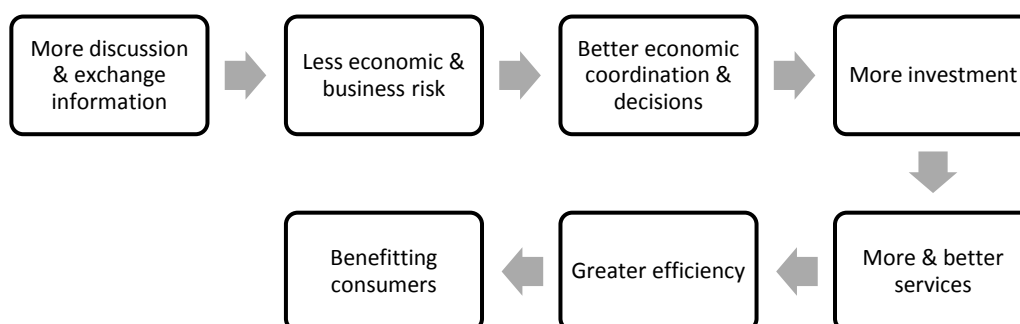 More discussion
& exchange
information
Less economic &
business risk
Better economic
coordination &
decisions
More investment
More & better
services
Greater efficiency
Benefitting
consumers